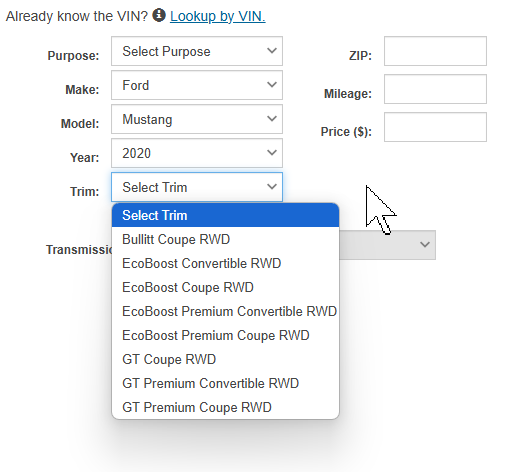 Already know the VIN? Lookup by VIN.
Purpose: Select Purpose ZIP:
Make: Ford
Mileage:
Model: Mustang
Price ($):
Year: 2020
Trim: Select Trim
Select Trim
Bullitt Coupe RWD
Transmissio
EcoBoost Convertible RWD
EcoBoost Coupe RWD
EcoBoost Premium Convertible RWD
EcoBoost Premium Coupe RWD
GT Coupe RWD
GT Premium Convertible RWD
GT Premium Coupe RWD